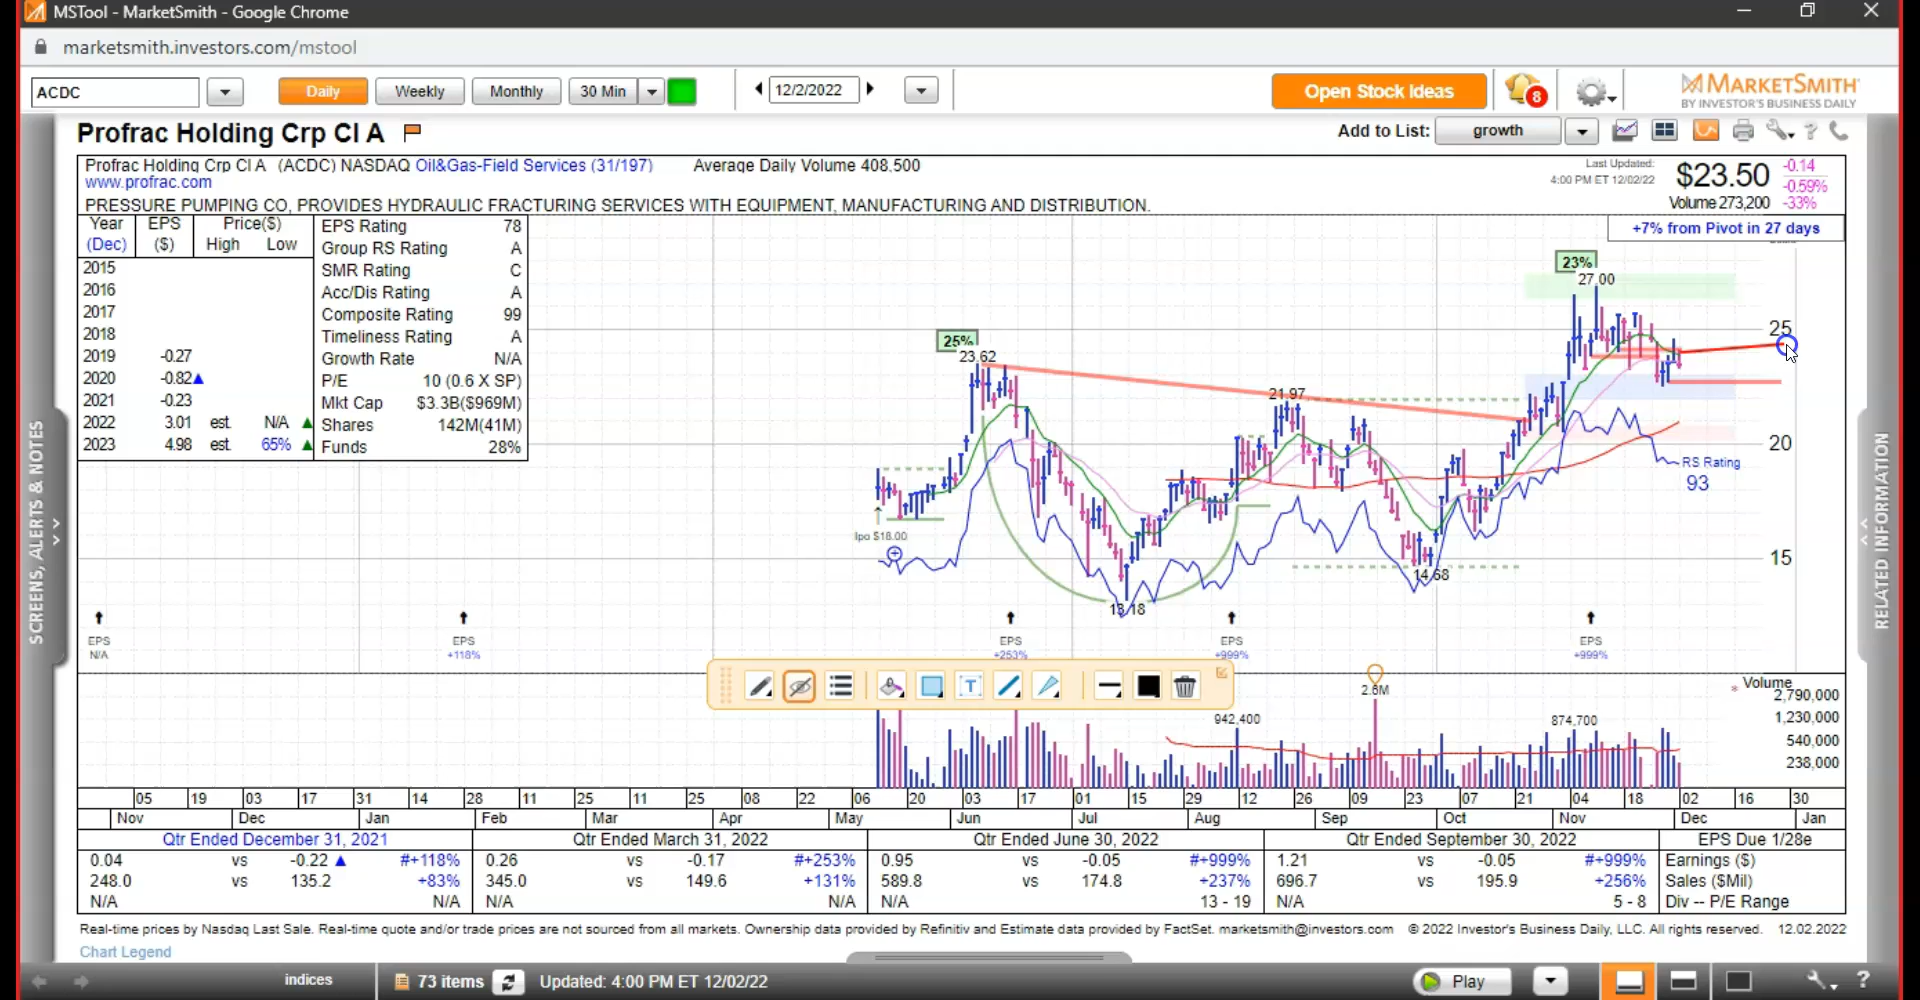 MSTool - MarketSmith - Google Chrome
marketsmith.investors.com/mstool
ACDC Daily Weekly Monthly 30 Min 12/2/2022 Open Stock Ideas 8 MARKETSMITH
BY INVESTOR'S BUSINESS DAILY
Profrac Holding Crp Cl A Add to List: growth ?
Profrac Holding Crp Cl A (ACDC) NASDAQ Oil&Gas-Field Services (31/197) Average Daily Volume 408,500
www.profrac.com
PRESSURE PUMPING CO, PROVIDES HYDRAULIC FRACTURING SERVICES WITH EQUIPMENT, MANUFACTURING AND DISTRIBUTION.
Last Updated:
4:00 PM ET 12/02/22
$23.50 -0.14
-0.59%
Volume 273,200 -33%
+7% from Pivot in 27 days
Year EPS Price($)
(Dec) ($) High Low
2015
2016
2017
2018
2019 -0.27
2020 -0.82
2021 -0.23
2022 3.01 est. N/A
2023 4.98 est. 65%
EPS Rating 78
Group RS Rating A
SMR Rating C
Acc/Dis Rating A
Composite Rating 99
Timeliness Rating A
Growth Rate N/A
P/E 10 (0.6 X SP)
Mkt Cap $3.3B($969M)
Shares 142M(41M)
Funds 28%
23%
27.00
25
25%
23.62
21.97
20
RS Rating
93
Ipo $18.00
15
14.68
13.18
EPS EPS EPS EPS EPS
N/A +118% +253% +999% +999%
T
2.8M
Volume
2,790,000
942,400 874,700 1,230,000
540,000
238,000
05 19 03 17 31 14 28 11 25 11 25 08 22 06 20 03 17 01 15 29 12 26 09 23 07 21 04 18 02 16 30
Nov Dec Jan Feb Mar Apr May Jun Jul Aug Sep Oct Nov Dec Jan
Qtr Ended December 31, 2021 Qtr Ended March 31, 2022 Qtr Ended June 30, 2022 Qtr Ended September 30, 2022 EPS Due 1/28e
0.04 vs -0.22 #+118% 0.26 vs -0.17 #+253% 0.95 vs -0.05 #+999% 1.21 vs -0.05 #+999% Earnings ($)
248.0 vs 135.2 +83% 345.0 vs 149.6 +131% 589.8 vs 174.8 +237% 696.7 vs 195.9 +256% Sales ($Mil)
N/A N/A N/A N/A N/A 13 - 19 N/A 5 - 8 Div -- P/E Range
Real-time prices by Nasdaq Last Sale. Real-time quote and/or trade prices are not sourced from all markets. Ownership data provided by Refinitiv and Estimate data provided by FactSet. marketsmith@investors.com © 2022 Investor's Business Daily, LLC. All rights reserved. 12.02.2022
Chart Legend
SCREENS, ALERTS & NOTES
RELATED INFORMATION
indices 73 items Updated: 4:00 PM ET 12/02/22 Play ?